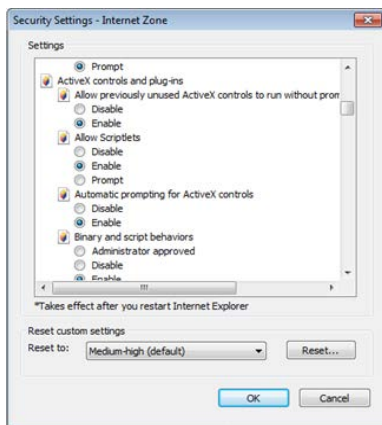 Security Settings - Internet Zone
Settings
Prompt
ActiveX controls and plug-ins
Allow previously unused ActiveX controls to run without prom
Disable
Enable
Allow Scriptlets
Disable
Enable
Prompt
Automatic prompting for ActiveX controls
Disable
Enable
Binary and script behaviors
Administrator approved
Disable
Enable
*Takes effect after you restart Internet Explorer
Reset custom settings
Reset to: Medium-high (default) Reset...
OK Cancel